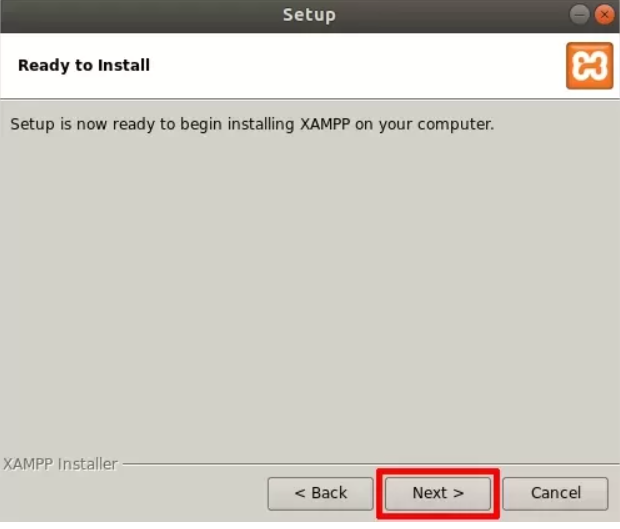 Setup
Ready to Install
Setup is now ready to begin installing XAMPP on your computer.
XAMPP Installer
< Back
Next >
Cancel